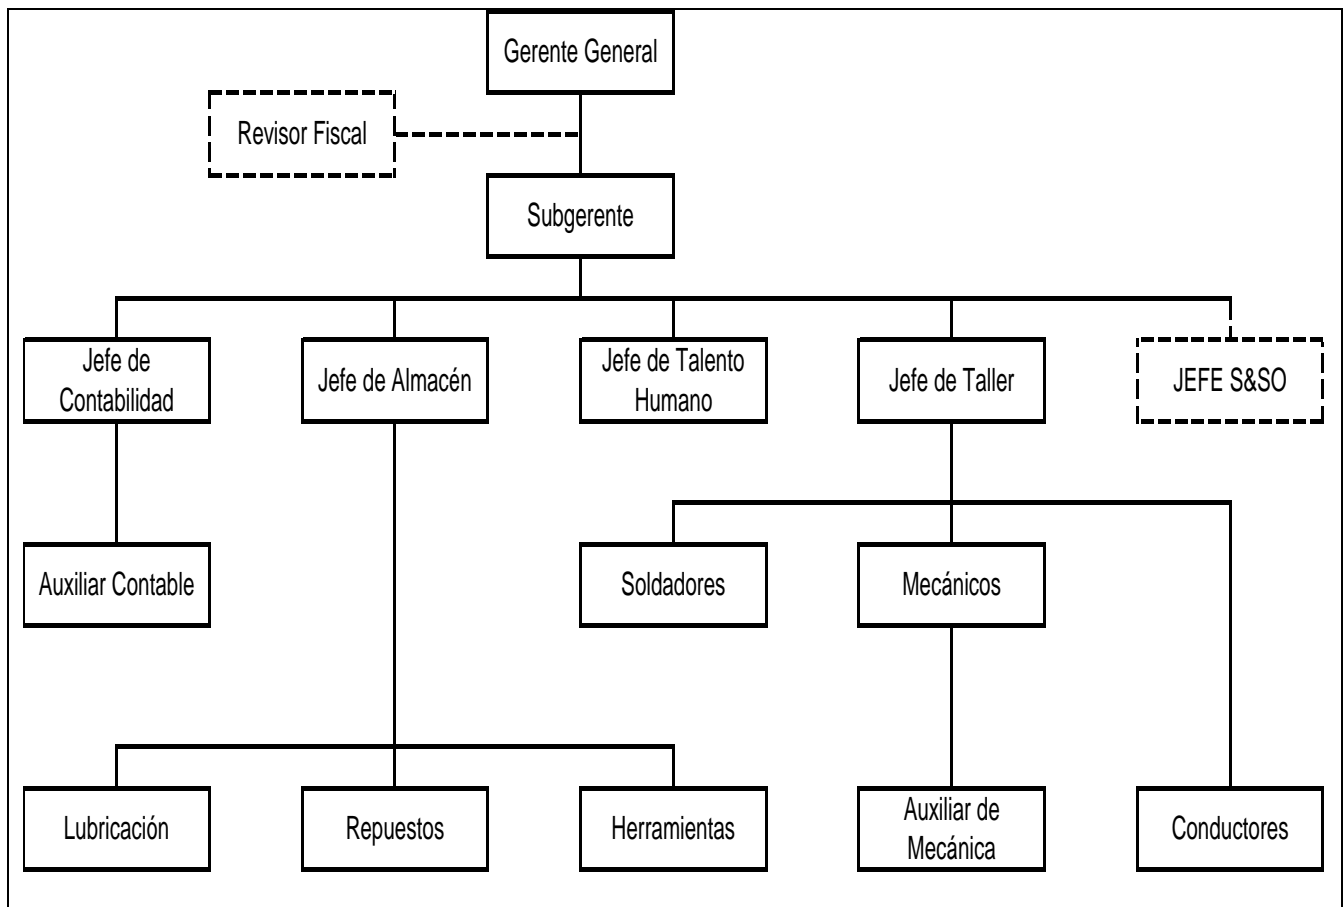 Gerente General
Revisor Fiscal
Subgerente
Jefe de
Contabilidad
Jefe de Almacén
Jefe de Talento
Humano
Jefe de Taller
JEFE S&SO
Auxiliar Contable
Soldadores
Mecánicos
Lubricación
Repuestos
Herramientas
Auxiliar de
Mecánica
Conductores